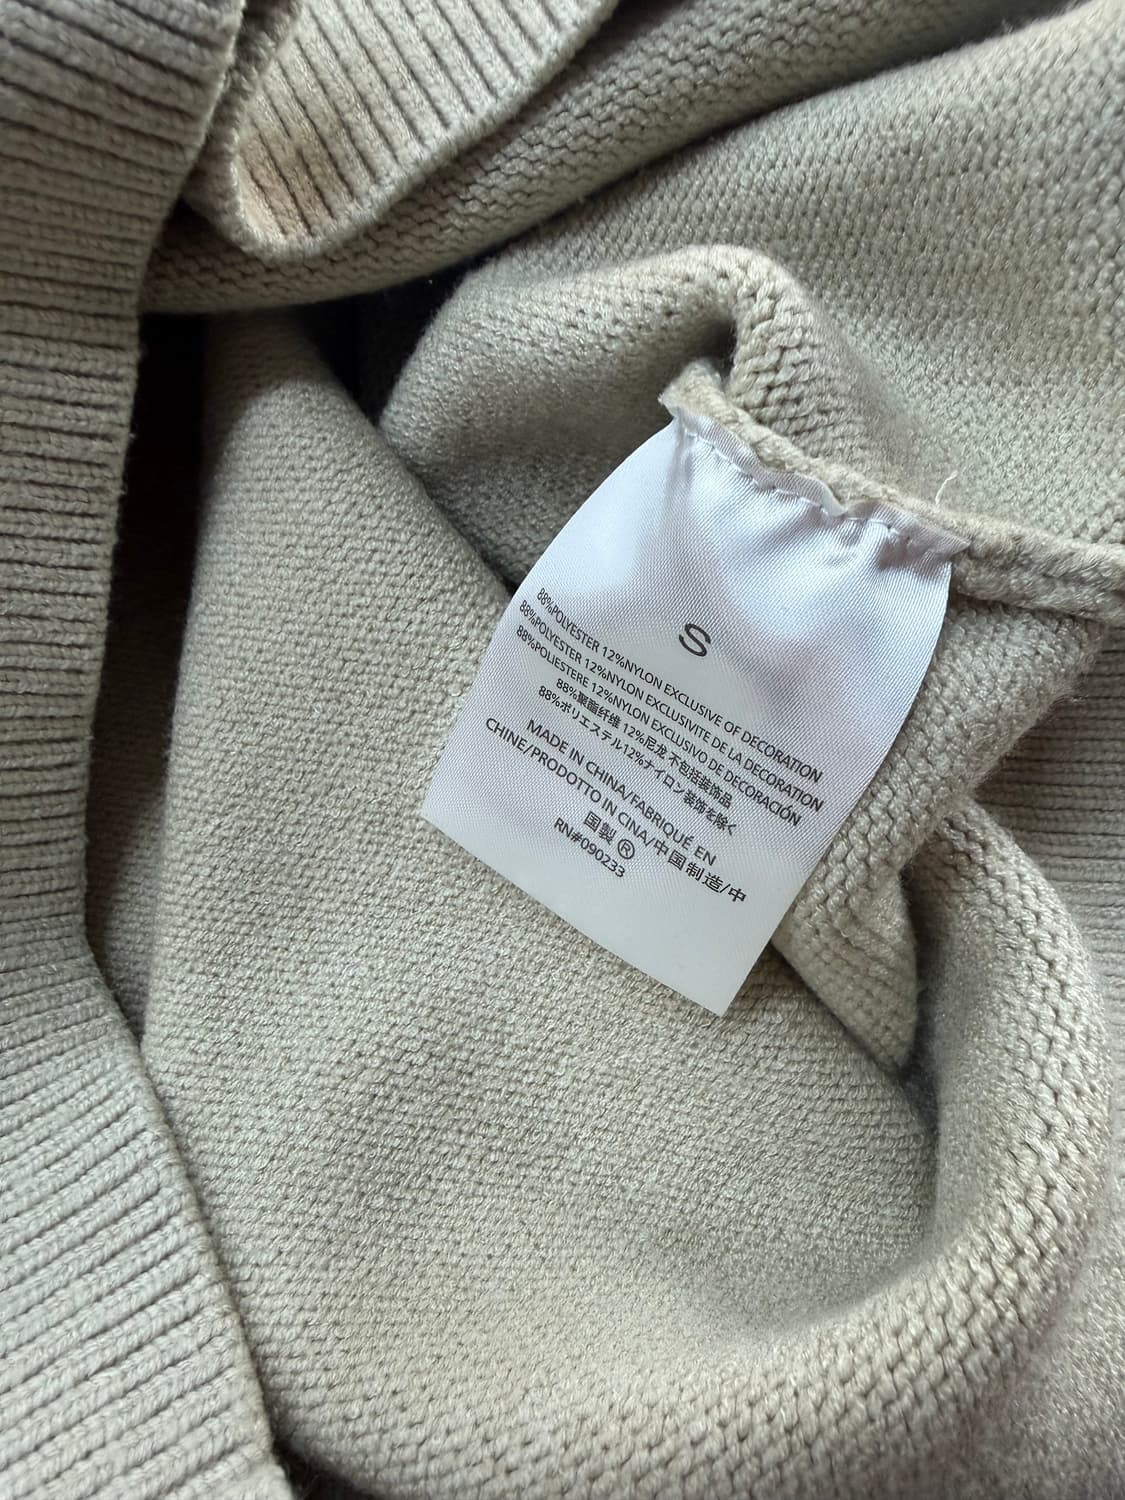 S
88%POLYESTER 12%NYLON EXCLUSIVE OF DECORATION
88%POLYESTER 12%NYLON EXCLUSIVITE DE LA DECORATION
88%POLIESTERE 12%NYLON EXCLUSIVO DE DECORACIÓN
88%聚酯纤维 12%尼龙 不包括装饰品
88%ポリエステル12%ナイロン 装飾を除く
MADE IN CHINA/FABRIQUÉ EN
CHINE/PRODOTTO IN CINA/中国制造/中
国製 Ⓡ
RN#090233